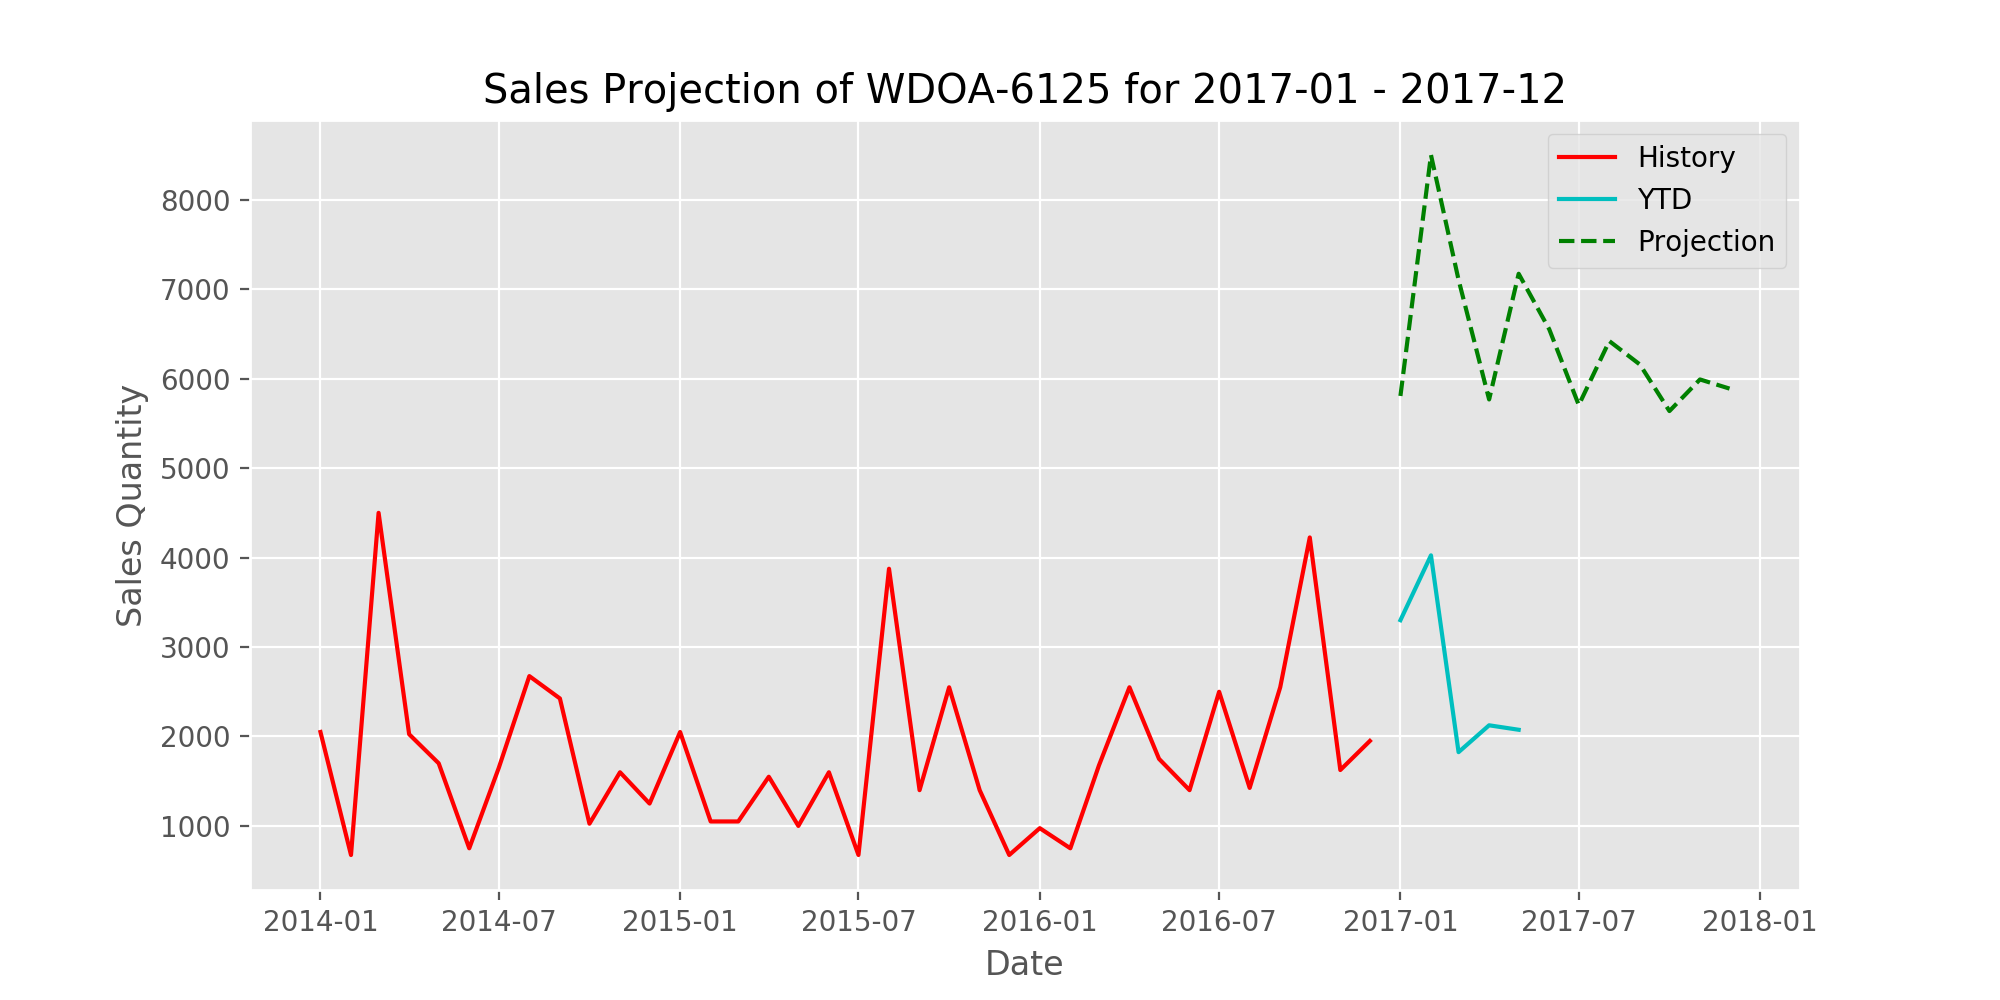 Sales Projection of WDOA-6125 for 2017-01 - 2017-12
History
YTD
Projection
8000
7000
6000
5000
4000
3000
2000
1000
Sales Quantity
2014-01 2014-07 2015-01 2015-07 2016-01 2016-07 2017-01 2017-07 2018-01
Date